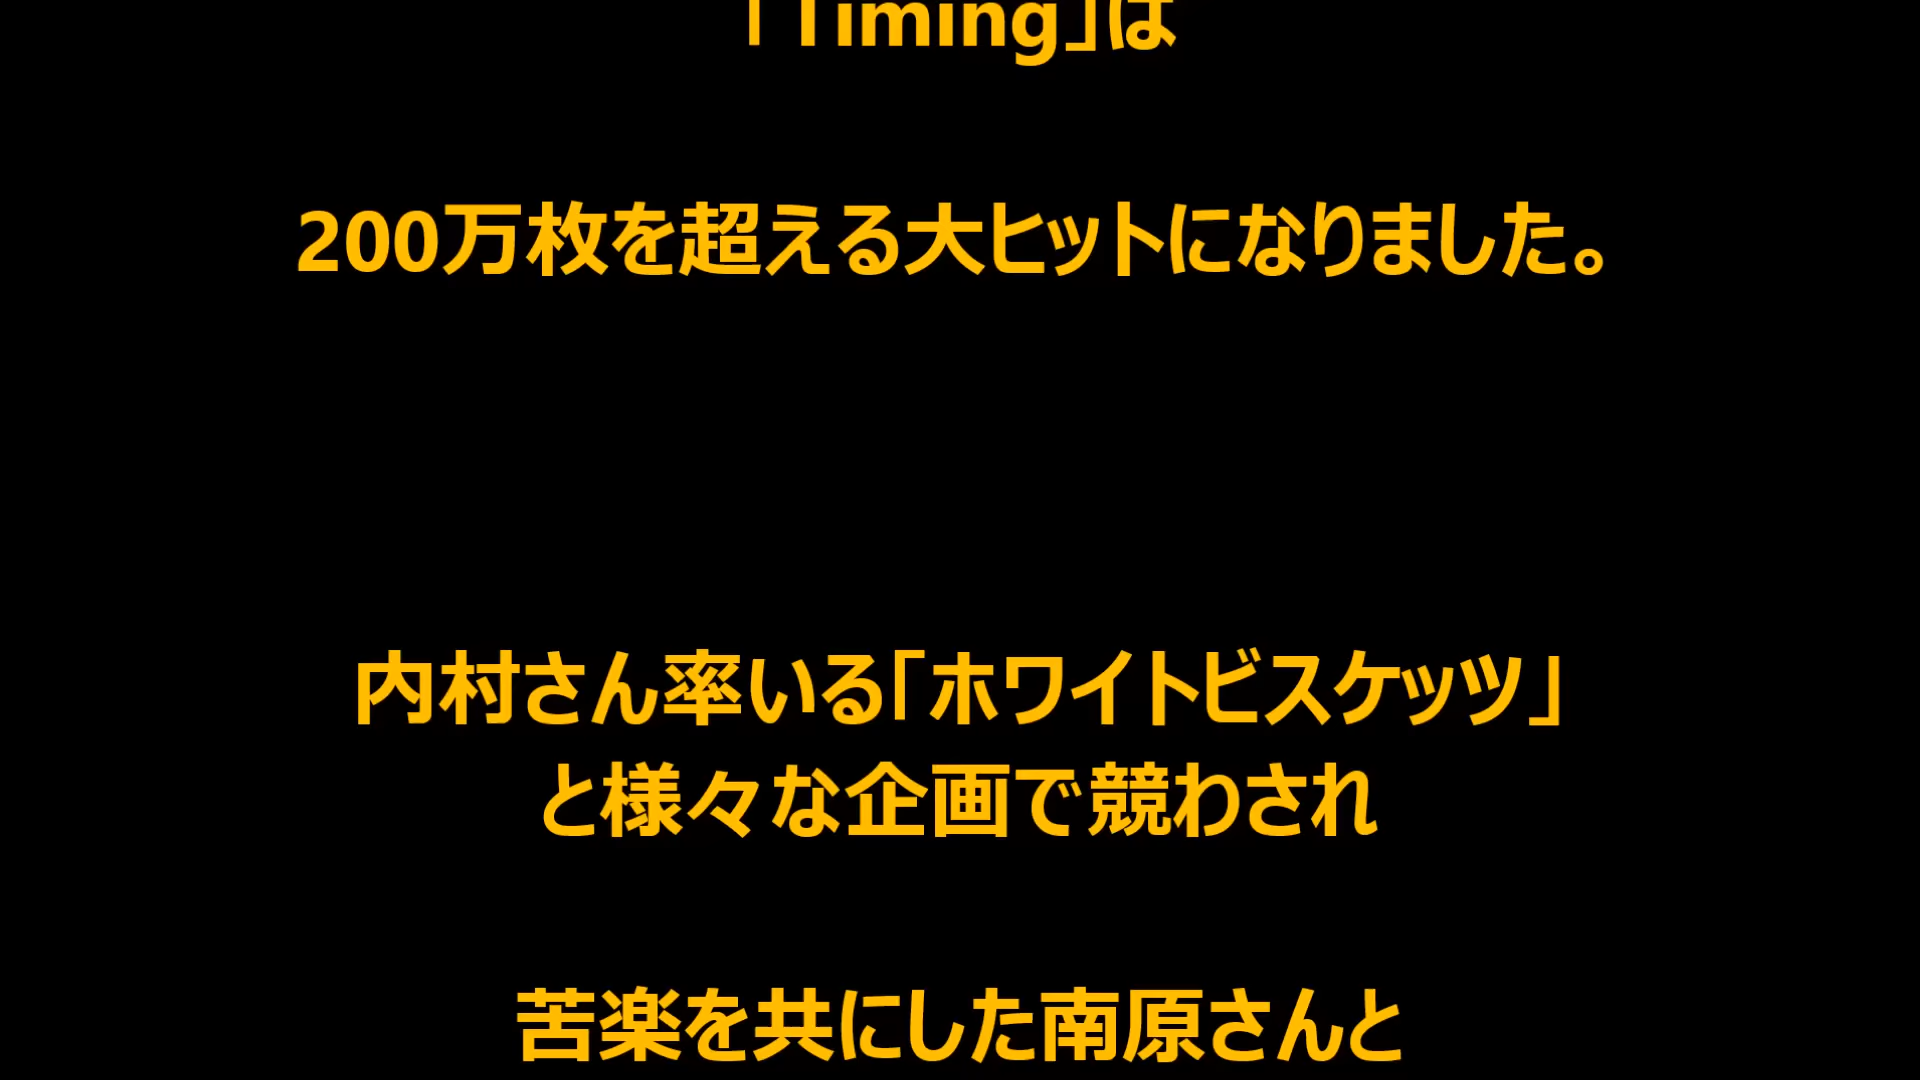 「Timing」は
200万枚を超える大ヒットになりました。
内村さん率いる「ホワイトビスケッツ」
と様々な企画で競わされ
苦楽を共にした南原さんと